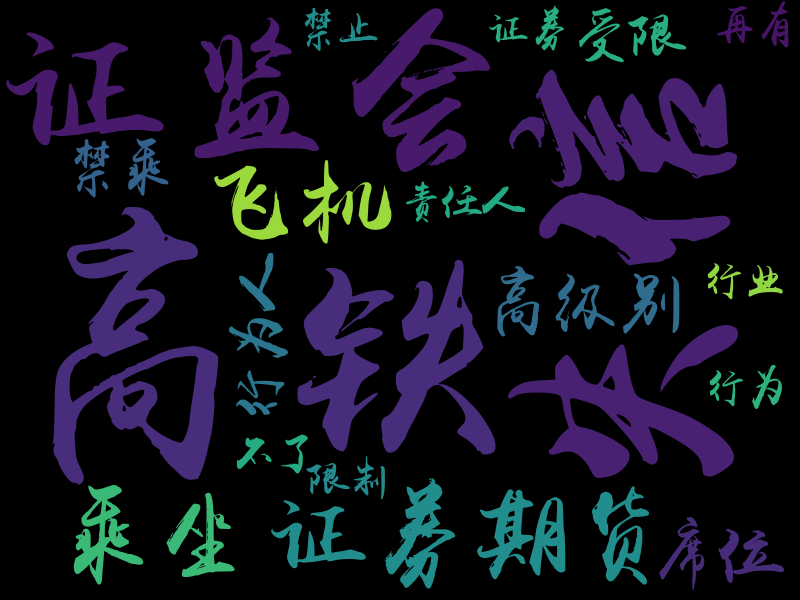 证监会
禁止
证券
受限
再有
失信
禁乘
飞机
责任人
高铁
行为人
高级别
行业
行为
不了
限制
乘坐
证券期货
席位